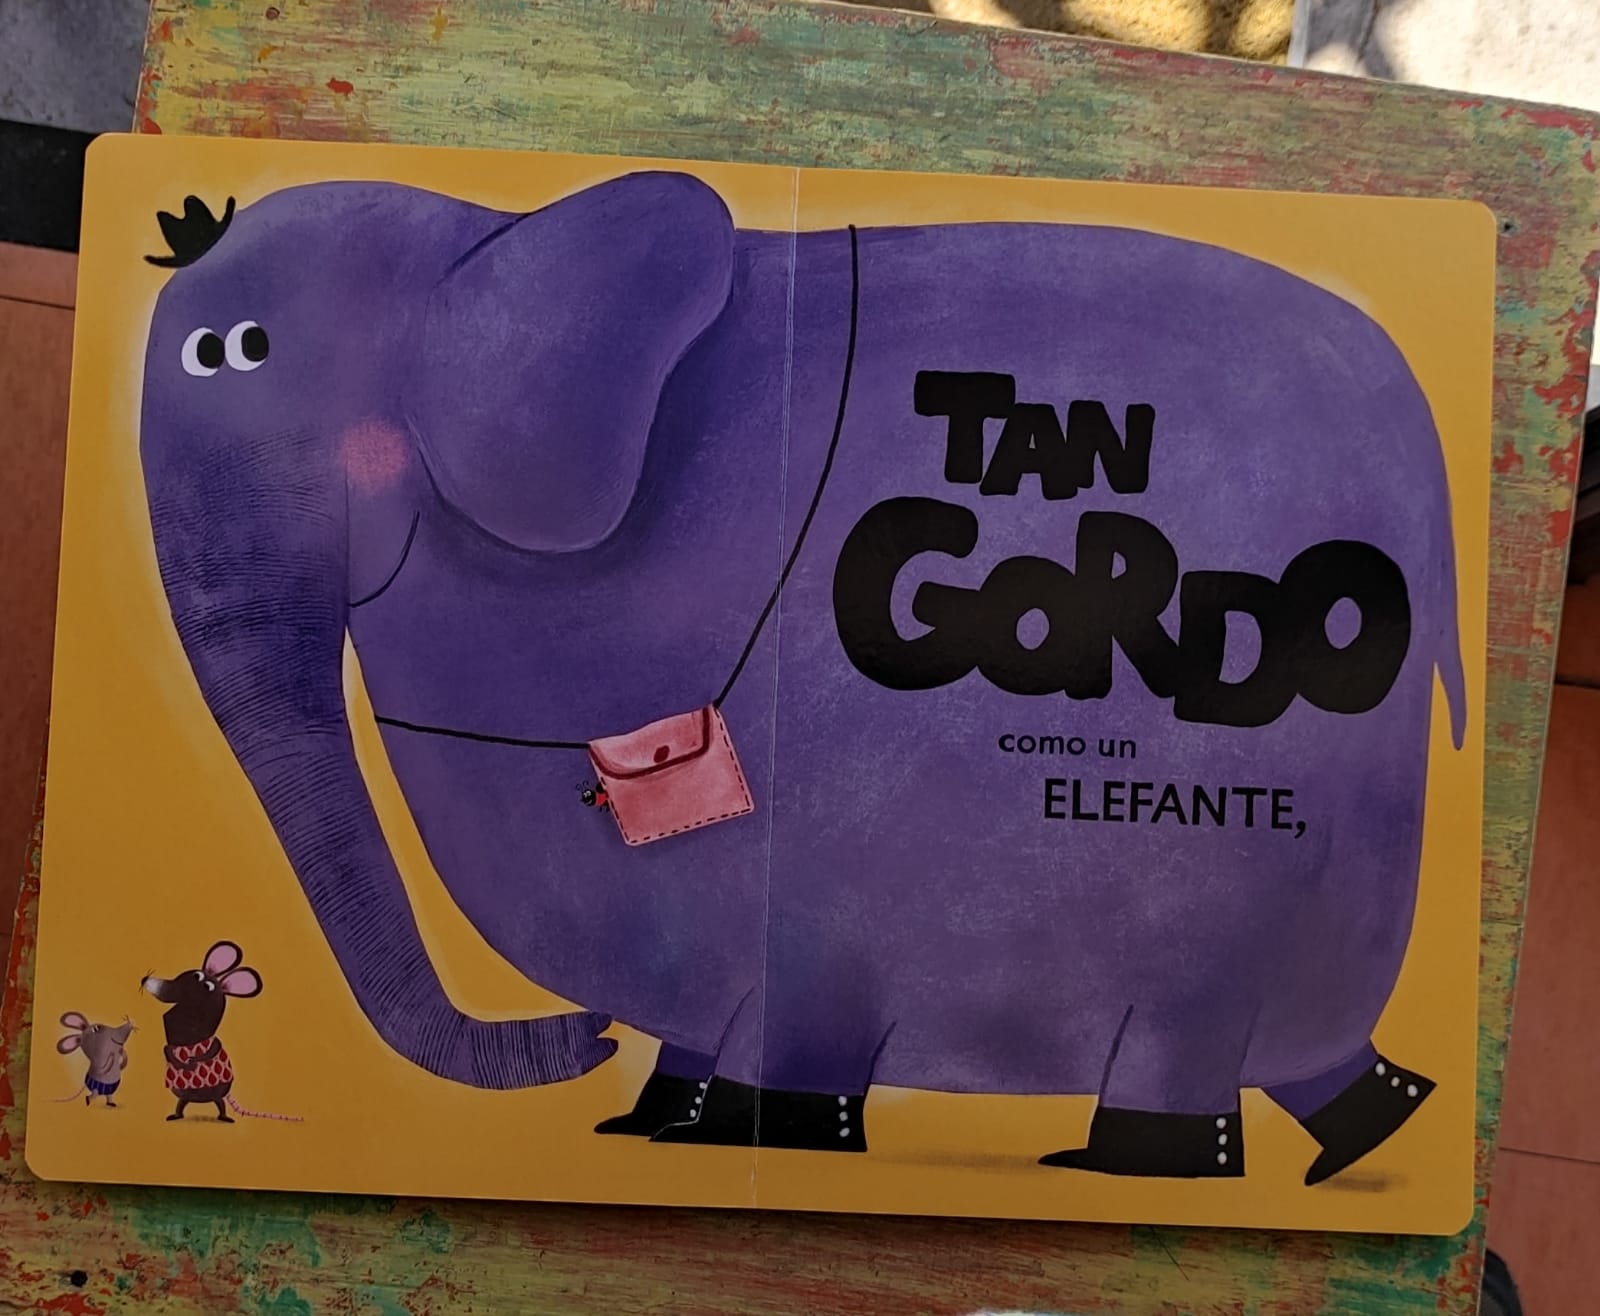 TAN
GORDO
como un
ELEFANTE,